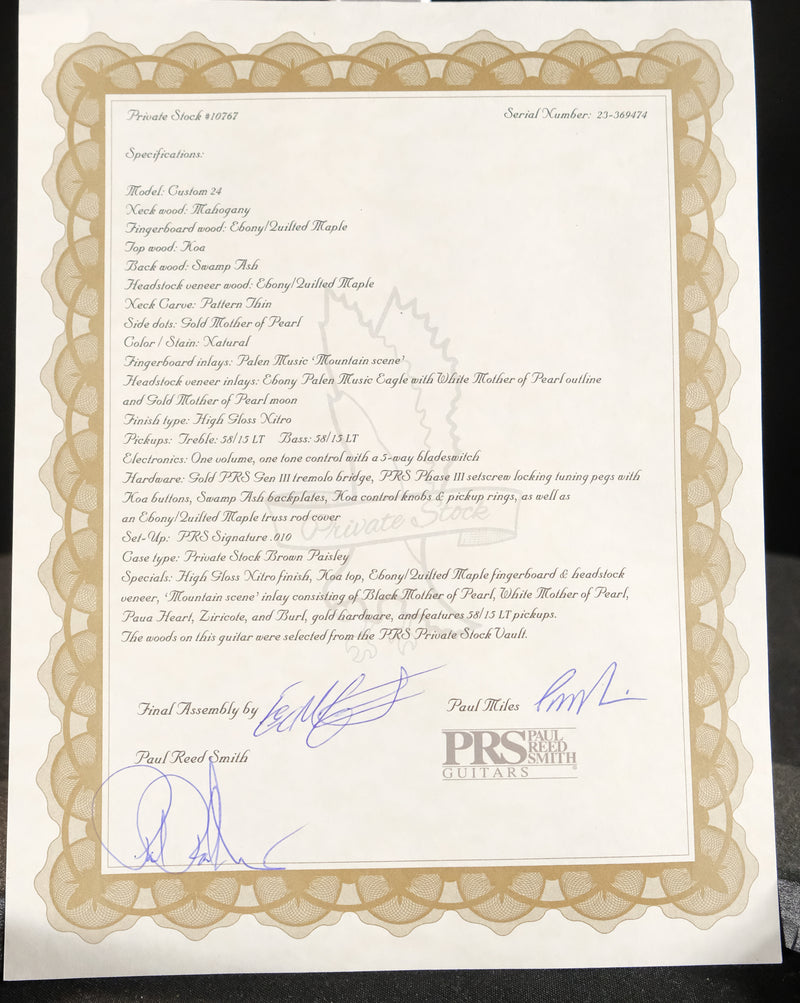 Private Stock #10767
Serial Number: 23-369474
Specifications:
Model: Custom 24
Neck wood: Mahogany
Fingerboard wood: Ebony/Quilted Maple
Top wood: Koa
Back wood: Swamp Ash
Headstock veneer wood: Ebony/Quilted Maple
Neck Carve: Pattern Thin
Side dots: Gold Mother of Pearl
Color / Stain: Natural
Fingerboard inlays: Palen Music 'Mountain scene'
Headstock veneer inlays: Ebony Palen Music Eagle with White Mother of Pearl outline
and Gold Mother of Pearl moon
Finish type: High Gloss Nitro
Pickups: Treble: 58/15 LT Bass: 58/15 LT
Electronics: One volume, one tone control with a 5-way bladeswitch
Hardware: Gold PRS Gen III tremolo bridge, PRS Phase III setscrew locking tuning pegs with
Koa buttons, Swamp Ash backplates, Koa control knobs & pickup rings, as well as
an Ebony/Quilted Maple truss rod cover
Private Stock
Set-Up: PRS Signature .010
Case type: Private Stock Brown Paisley
Specials: High Gloss Nitro finish, Koa top, Ebony/Quilted Maple fingerboard & headstock
veneer, 'Mountain scene' inlay consisting of Black Mother of Pearl, White Mother of Pearl,
Paua Heart, Ziricote, and Burl, gold hardware, and features 58/15 LT pickups.
The woods on this guitar were selected from the PRS Private Stock Vault.
Final Assembly by
Paul Miles
Paul Reed Smith
PRS PAUL REED SMITH
GUITARS